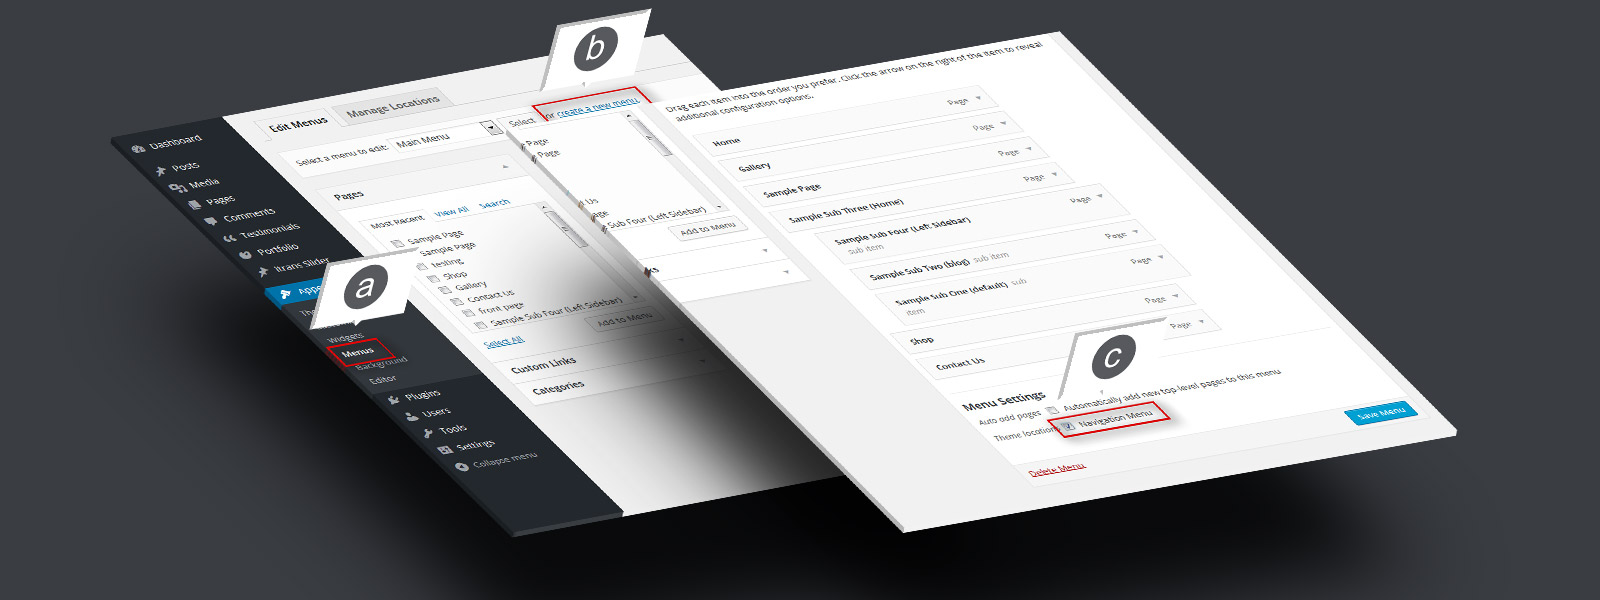 b
Edit Menus
Manage Locations
Select a menu to edit:
Main Menu
Select
or create a new menu.
Dashboard
Posts
Media
Pages
Comments
Testimonials
Portfolio
itrans Slider
Appe
a
Widgets
Menus
Background
Editor
Plugins
Users
Tools
Settings
Collapse menu
Pages
Most Recent
View All
Search
Sample Page
Sample Page
testing
Shop
Gallery
Contact Us
front page
Sample Sub Four (Left Sidebar)
Select All
Add to Menu
Custom Links
Categories
Page
Page
Us
age
Sub Four (Left Sidebar)
Add to Menu
ks
Drag each item into the order you prefer. Click the arrow on the right of the item to reveal
additional configuration options.
Home
Page
Gallery
Page
Sample Page
Page
Sample Sub Three (Home)
Page
Sample Sub Four (Left Sidebar)
sub item
Page
Sample Sub Two (blog) sub item
Page
Sample Sub One (default) sub
item
Page
Shop
Page
Contact Us
Page
c
Menu Settings
Auto add pages
Automatically add new top-level pages to this menu
Theme locations
Navigation Menu
Save Menu
Delete Menu